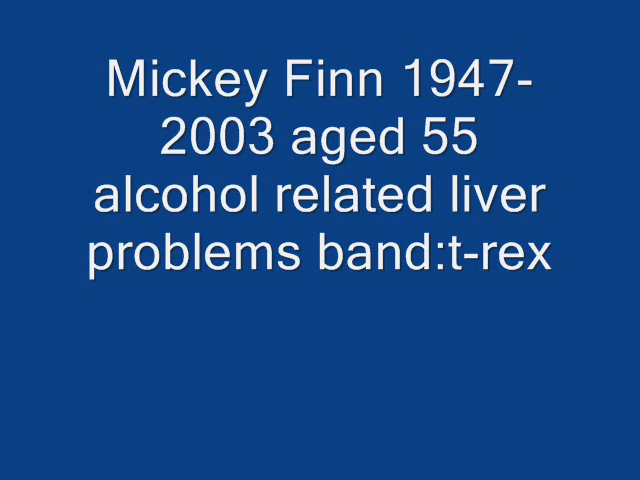 Mickey Finn 1947-
2003 aged 55
alcohol related liver
problems band:t-rex